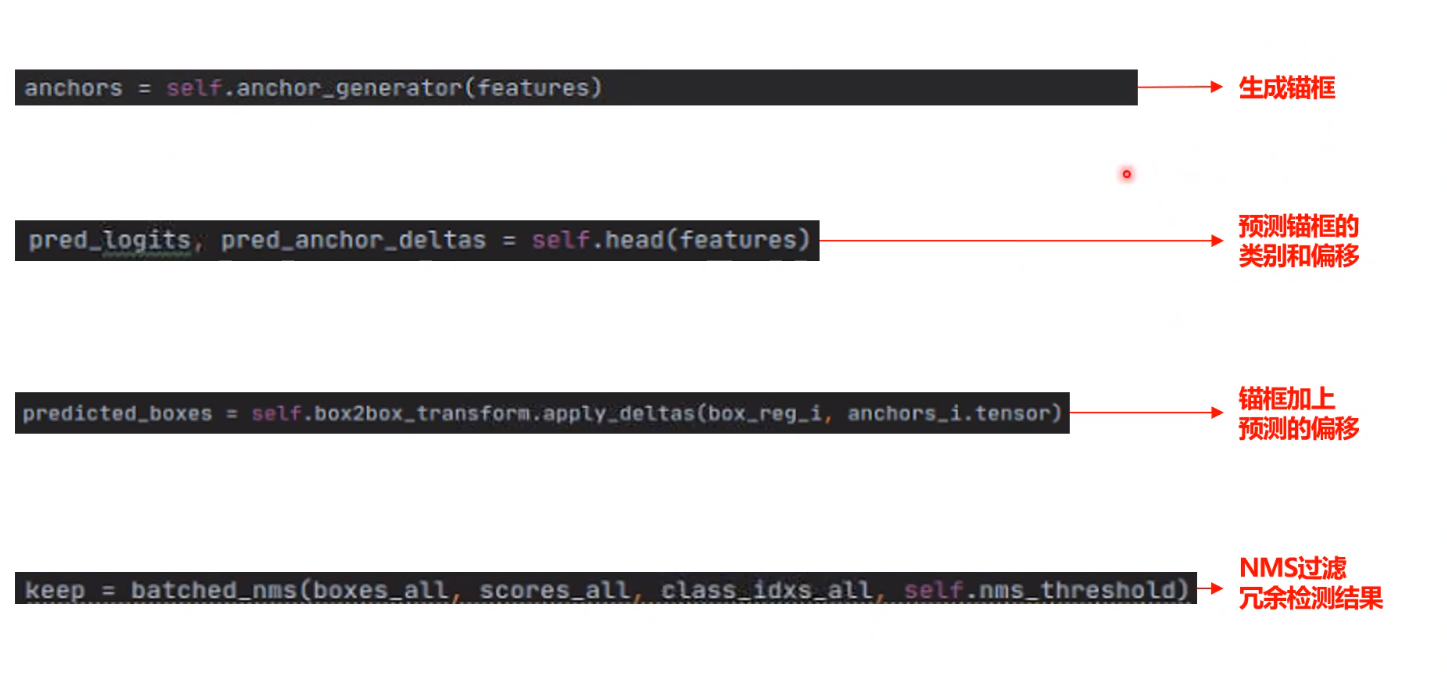 anchors = self.anchor_generator(features)
生成锚框
pred_logits, pred_anchor_deltas = self.head(features)
预测锚框的
类别和偏移
predicted_boxes = self.box2box_transform.apply_deltas(box_reg_i, anchors_i.tensor)
锚框加上
预测的偏移
keep = batched_nms(boxes_all, scores_all, class_idxs_all, self.nms_threshold)
NMS过滤
冗余检测结果